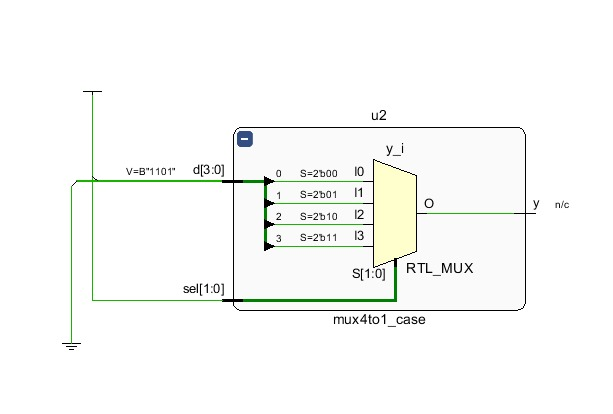 u2
y_i
V=B"1101"
d[3:0]
0
S=2'b00
I0
1
S=2'b01
I1
2
S=2'b10
I2
3
S=2'b11
I3
O
y
n/c
S[1:0]
RTL_MUX
sel[1:0]
mux4to1_case